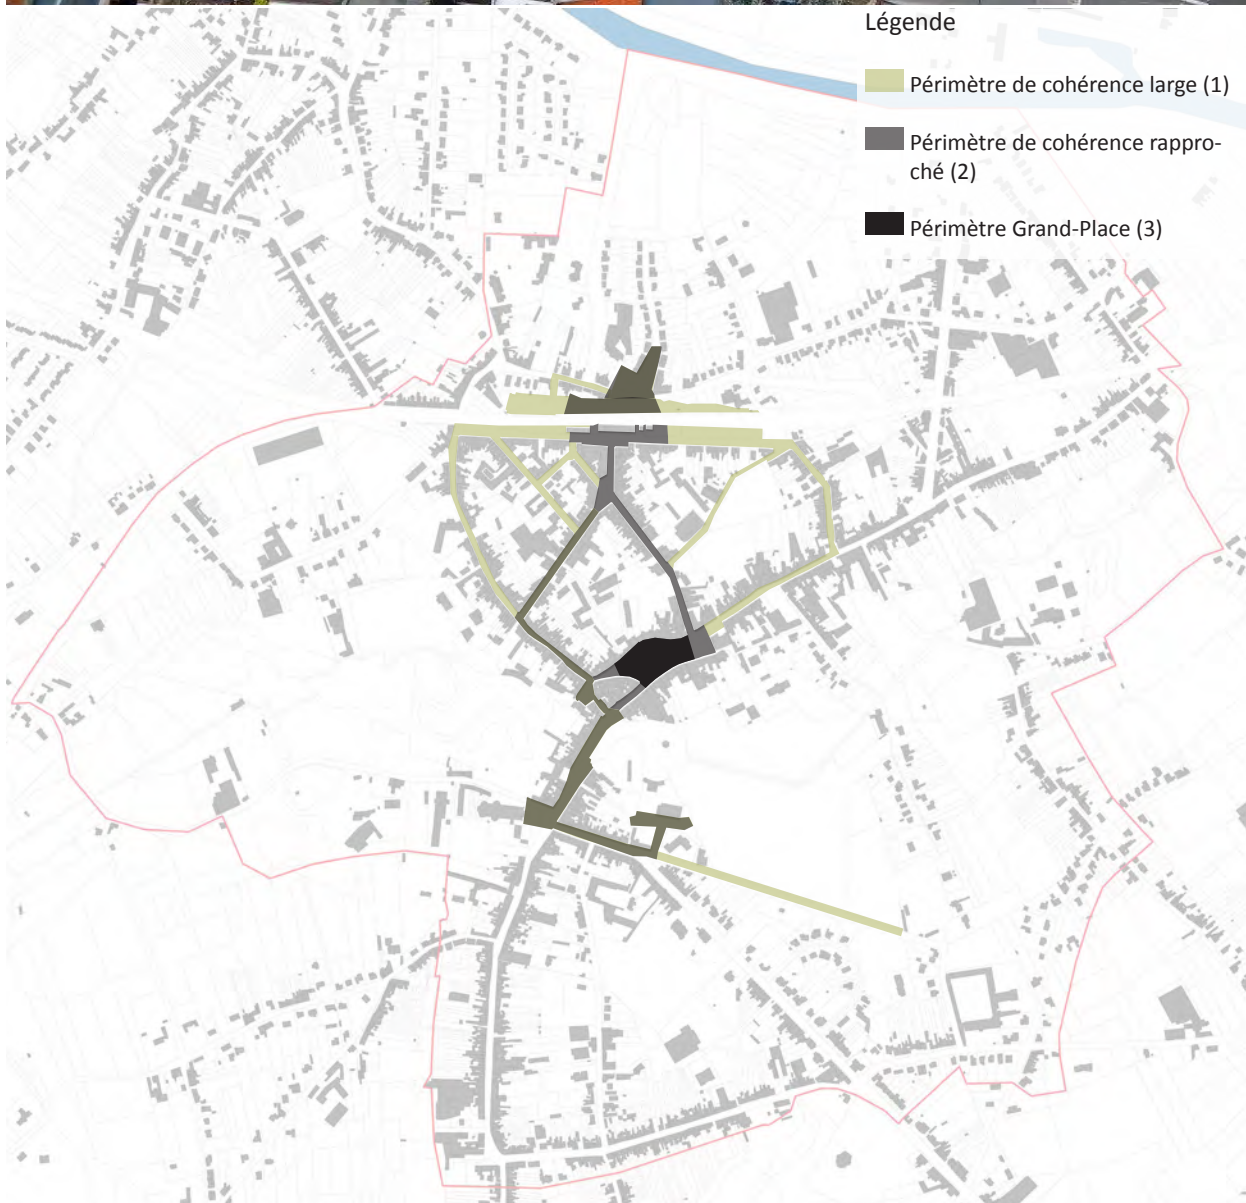 Légende
Périmètre de cohérence large (1)
Périmètre de cohérence rappro-
ché (2)
Périmètre Grand-Place (3)